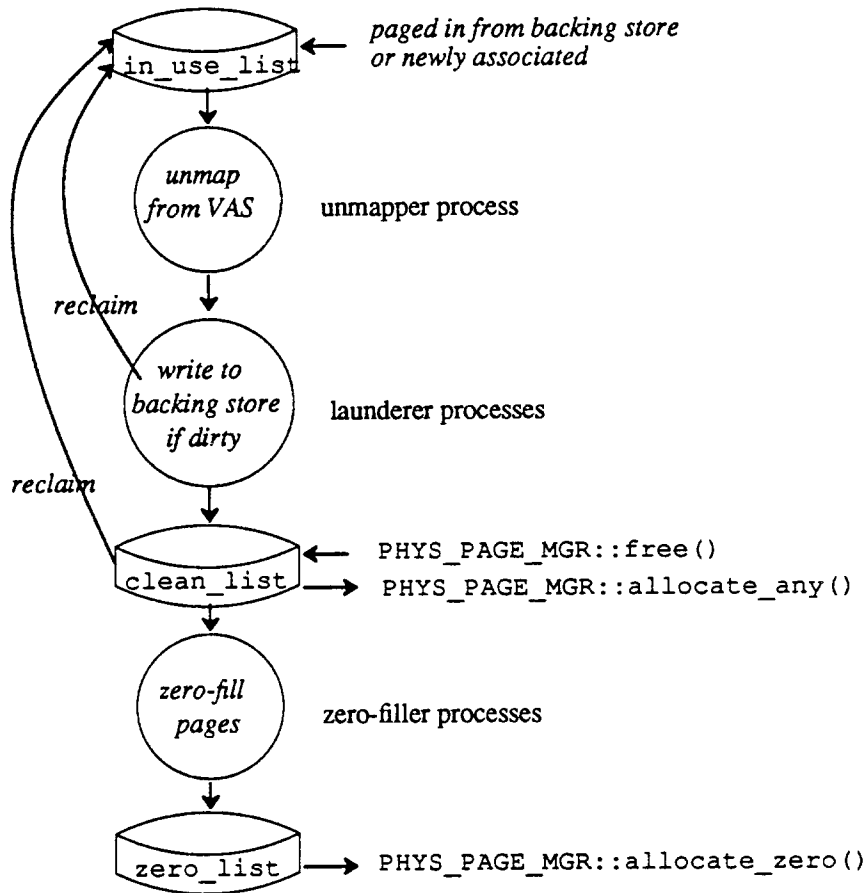 paged in from backing store
or newly associated
in_use_list
unmap
from VAS
unmapper process
reclaim
write to
backing store
if dirty
launderer processes
reclaim
PHYS_PAGE_MGR::free()
clean_list
PHYS_PAGE_MGR::allocate_any()
zero-fill
pages
zero-filler processes
zero_list
PHYS_PAGE_MGR::allocate_zero()